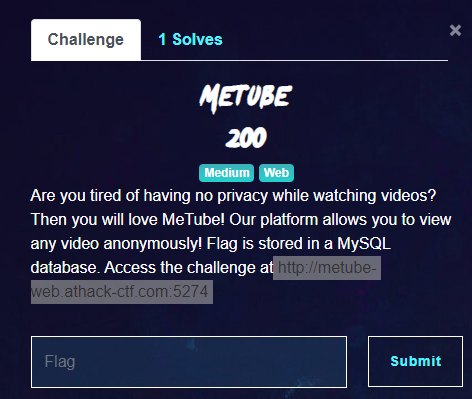 Challenge
1 Solves
×
METUBE
200
Medium Web
Are you tired of having no privacy while watching videos?
Then you will love MeTube! Our platform allows you to view
any video anonymously! Flag is stored in a MySQL
database. Access the challenge at http://metube-
web.athack-ctf.com:5274
Flag
Submit